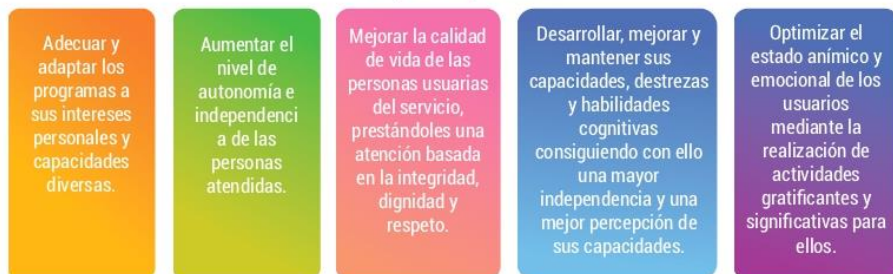 Adecuar y
adaptar los
programas a
sus intereses
personales y
capacidades
diversas.
Aumentar el
nivel de
autonomía e
independenci
a de las
personas
atendidas.
Mejorar la calidad
de vida de las
personas usuarias
del servicio,
prestándoles una
atención basada
en la integridad,
dignidad y
respeto.
Desarrollar, mejorar y
mantener sus
capacidades, destrezas
y habilidades
cognitivas
consiguiendo con ello
una mayor
independencia y una
mejor percepción de
sus capacidades.
Optimizar el
estado anímico y
emocional de los
usuarios
mediante la
realización de
actividades
gratificantes y
significativas para
ellos.